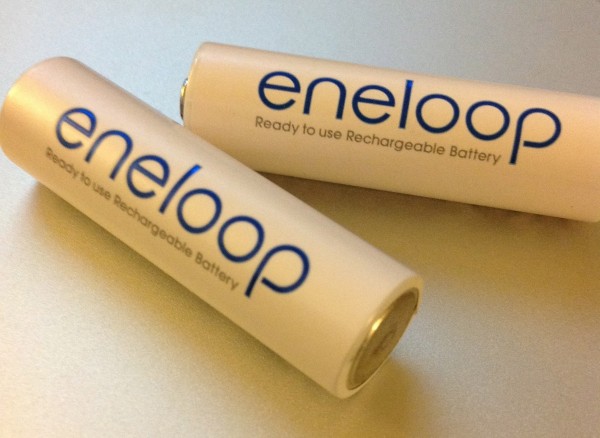 eneloop
Ready to use Rechargeable Battery
eneloop
Ready to use Rechargeable Battery